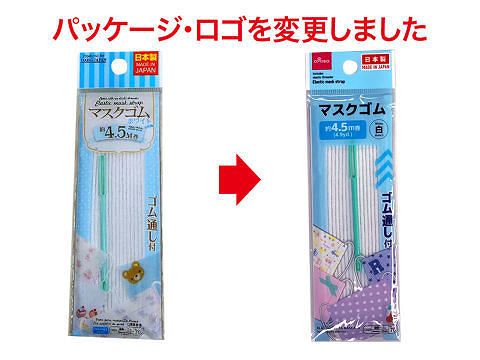 パッケージ・ロゴを変更しました
日本製
MADE IN JAPAN
Elastic mask strap
マスクゴム
ホワイト
約4.5m巻
ゴム通し付
DAISO
日本製
MADE IN JAPAN
Elastic mask strap
マスクゴム
約4.5m巻
(4.9yd.)
白
ゴム通し付